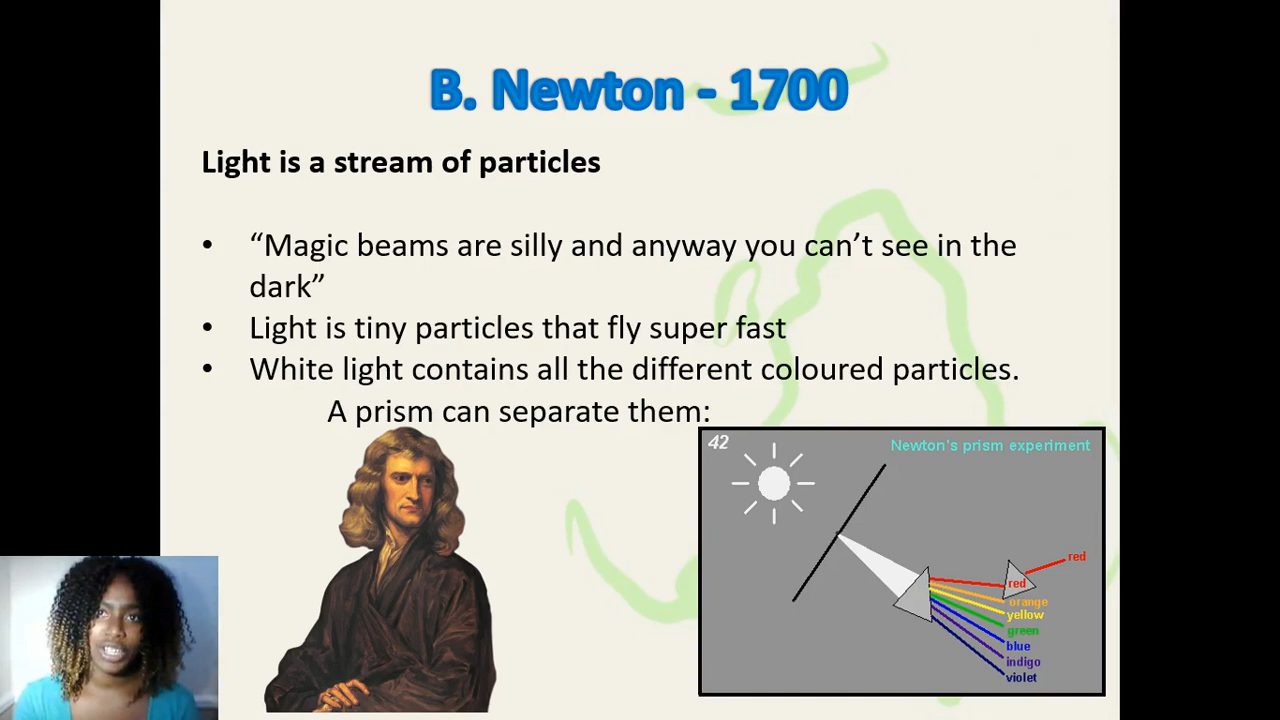 B. Newton - 1700
Light is a stream of particles
• “Magic beams are silly and anyway you can’t see in the
dark”
• Light is tiny particles that fly super fast
• White light contains all the different coloured particles.
A prism can separate them:
42
Newton's prism experiment
red
red
orange
yellow
green
blue
indigo
violet